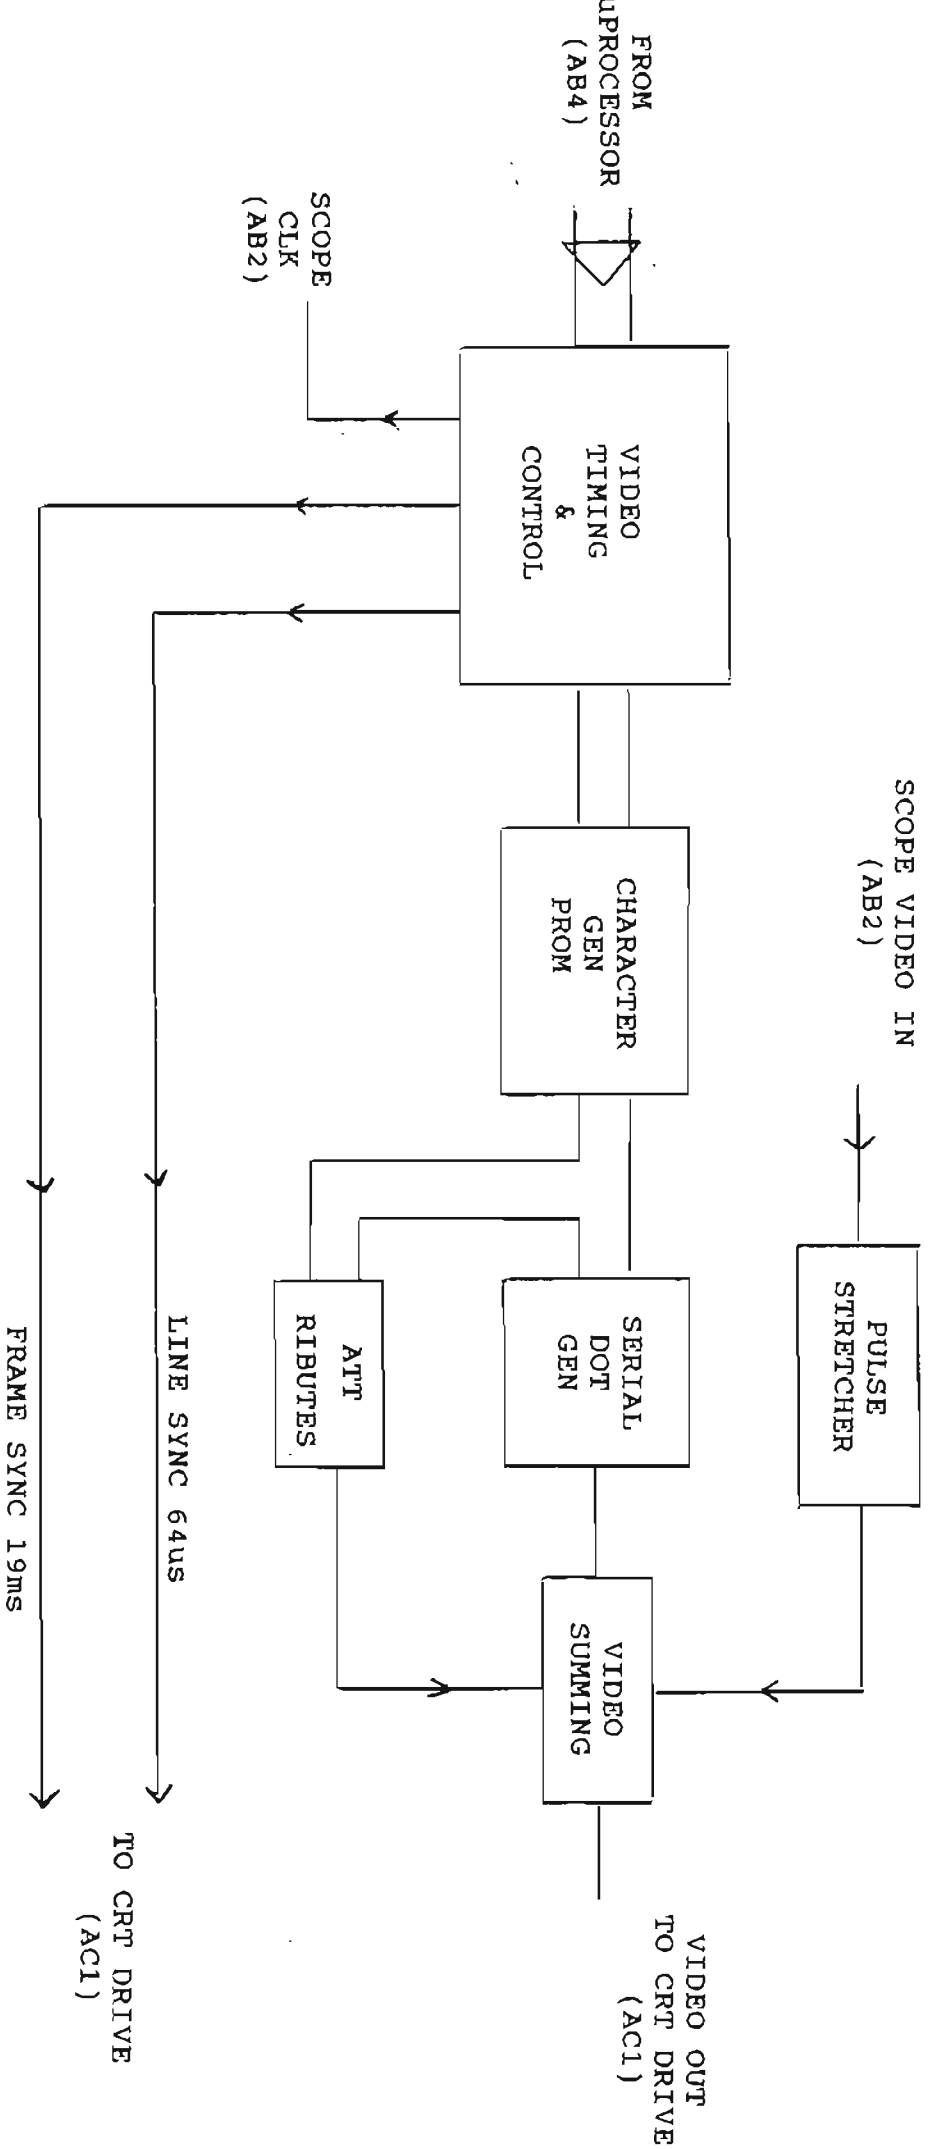 FROM
uPROCESSOR
(AB4)
SCOPE
CLK
(AB2)
VIDEO
TIMING
&
CONTROL
SCOPE VIDEO IN
(AB2)
CHARACTER
GEN
PROM
PULSE
STRETCHER
SERIAL
DOT
GEN
ATT
RIBUTES
VIDEO
SUMMING
LINE SYNC 64us
FRAME SYNC 19ms
VIDEO OUT
TO CRT DRIVE
(AC1)
TO CRT DRIVE
(AC1)